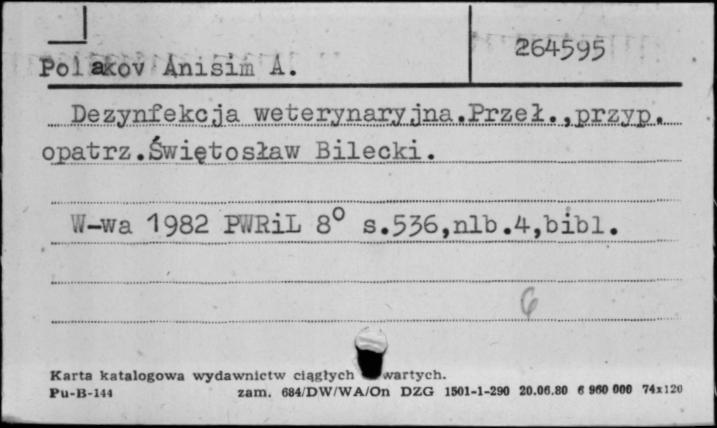 264595
Polakov Anisim A.
Dezynfekcja weterynaryjna.Przeł.,przyp.
opatrz.Świętosław Bilecki.
W-wa 1982 PWRiL 8° s.536,nlb.4,bibl.
6
Karta katalogowa wydawnictw ciągłych wartych.
Pu-B-144 zam. 684/DW/WA/On DZG 1501-1-290 20.06.80 6 960 000 74x120